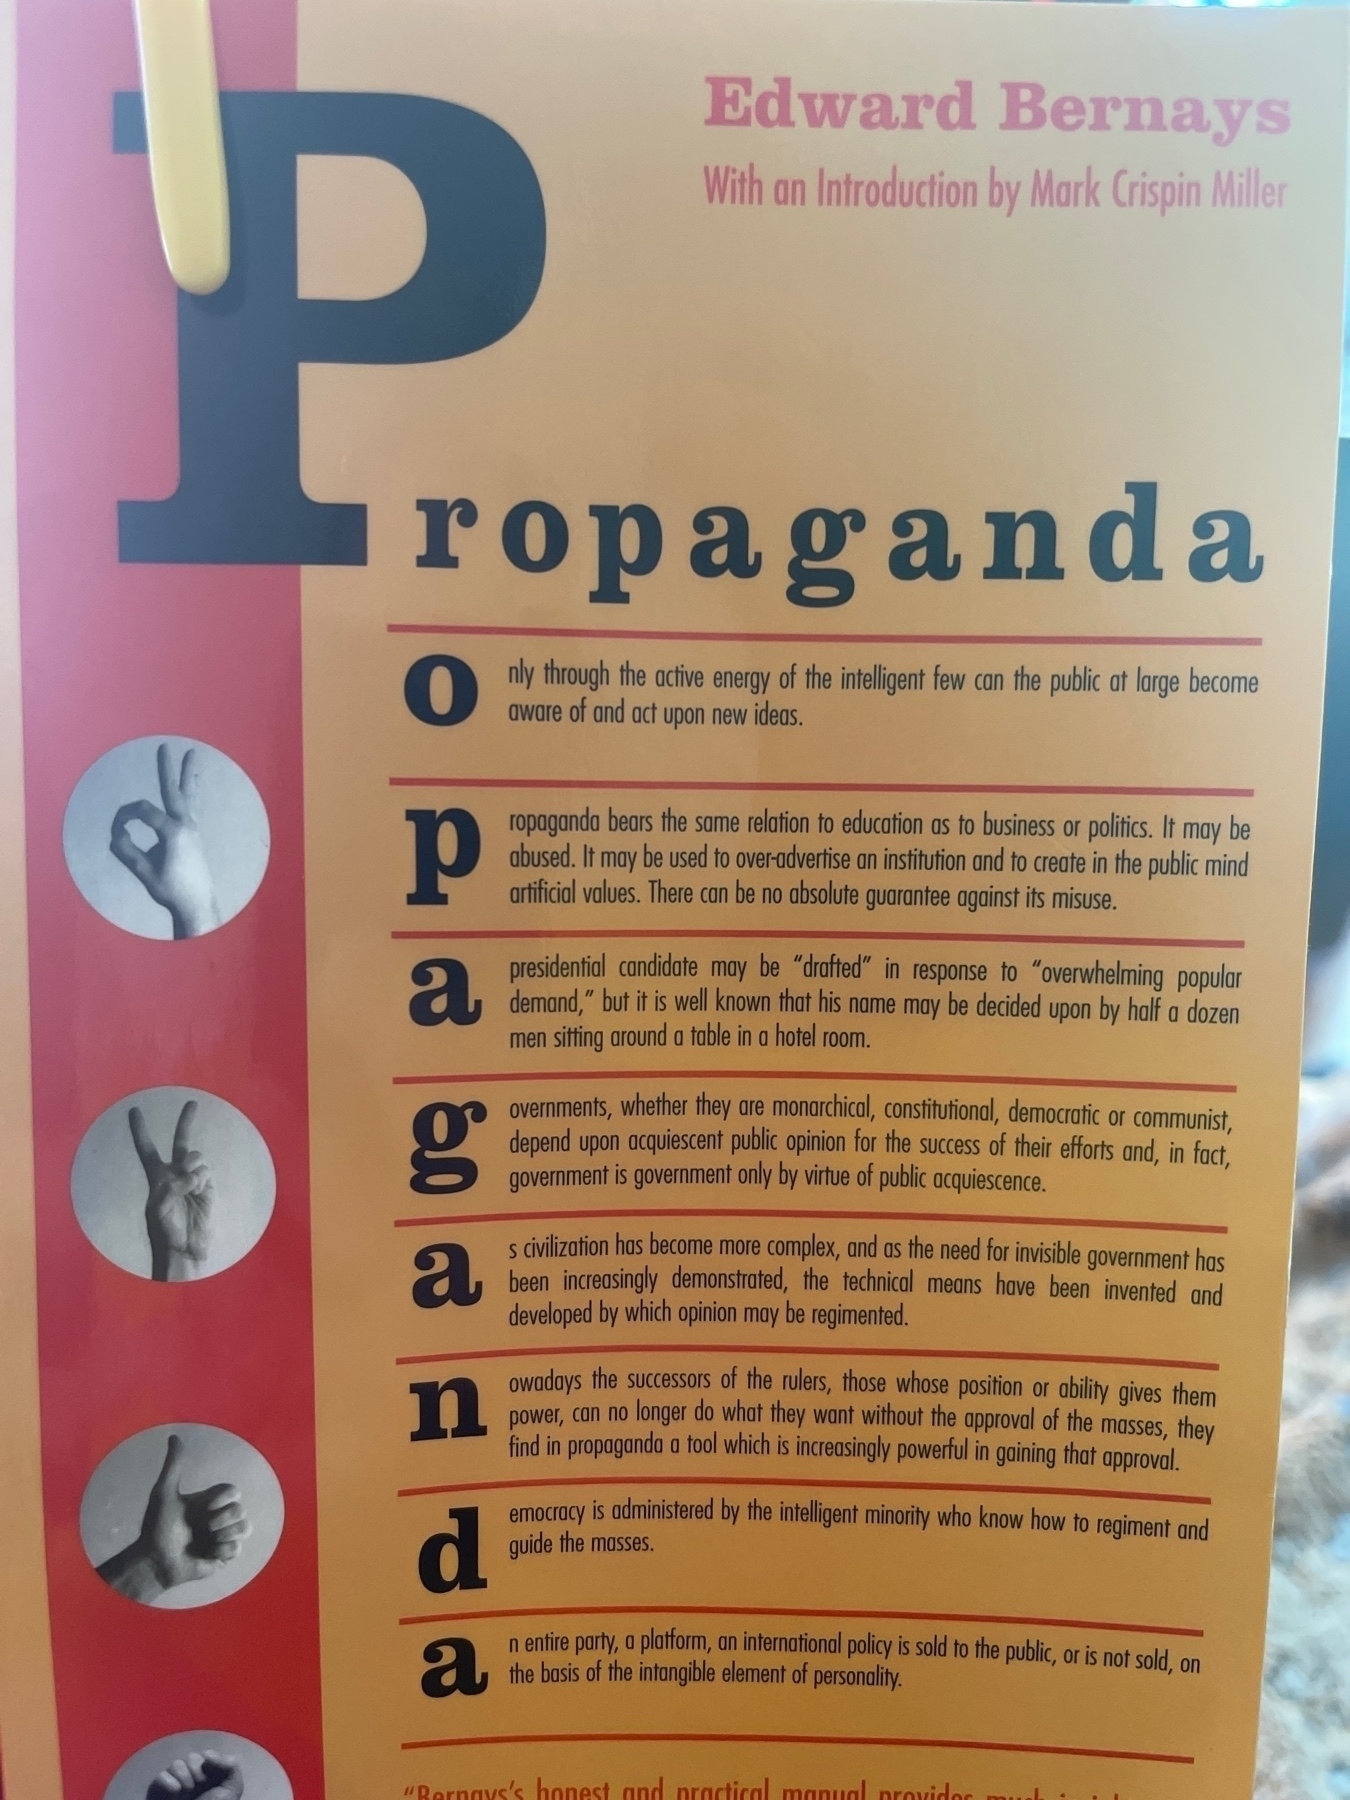 Edward Bernays
With an Introduction by Mark Crispin Miller
Propaganda
only through the active energy of the intelligent few can the public at large become
aware of and act upon new ideas.
propaganda bears the same relation to education as to business or politics. It may be
abused. It may be used to over-advertise an institution and to create in the public mind
artificial values. There can be no absolute guarantee against its misuse.
a presidential candidate may be “drafted” in response to “overwhelming popular
demand,” but it is well known that his name may be decided upon by half a dozen
men sitting around a table in a hotel room.
governments, whether they are monarchical, constitutional, democratic or communist,
depend upon acquiescent public opinion for the success of their efforts and, in fact,
government is government only by virtue of public acquiescence.
as civilization has become more complex, and as the need for invisible government has
been increasingly demonstrated, the technical means have been invented and
developed by which opinion may be regimented.
nowadays the successors of the rulers, those whose position or ability gives them
power, can no longer do what they want without the approval of the masses, they
find in propaganda a tool which is increasingly powerful in gaining that approval.
democracy is administered by the intelligent minority who know how to regiment and
guide the masses.
an entire party, a platform, an international policy is sold to the public, or is not sold, on
the basis of the intangible element of personality.
“Bernays’s honest and practical manual provides much